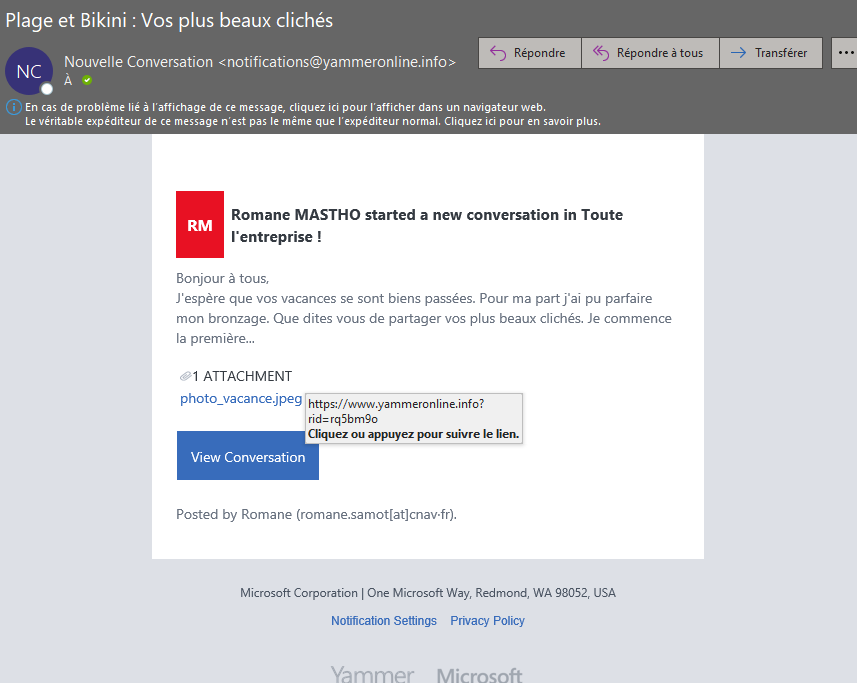 Plage et Bikini : Vos plus beaux clichés
NC
Nouvelle Conversation <notifications@yammeronline.info>
À
Répondre
Répondre à tous
Transférer
...
En cas de problème lié à l'affichage de ce message, cliquez ici pour l'afficher dans un navigateur web.
Le véritable expéditeur de ce message n'est pas le même que l'expéditeur normal. Cliquez ici pour en savoir plus.
RM
Romane MASTHO started a new conversation in Toute
l'entreprise !
Bonjour à tous,
J'espère que vos vacances se sont biens passées. Pour ma part j'ai pu parfaire
mon bronzage. Que dites vous de partager vos plus beaux clichés. Je commence
la première...
1 ATTACHMENT
photo_vacance.jpeg
https://www.yammeronline.info?
rid=rq5bm9o
Cliquez ou appuyez pour suivre le lien.
View Conversation
Posted by Romane (romane.samot[at]cnav·fr).
Microsoft Corporation | One Microsoft Way, Redmond, WA 98052, USA
Notification Settings Privacy Policy
Yammer Microsoft